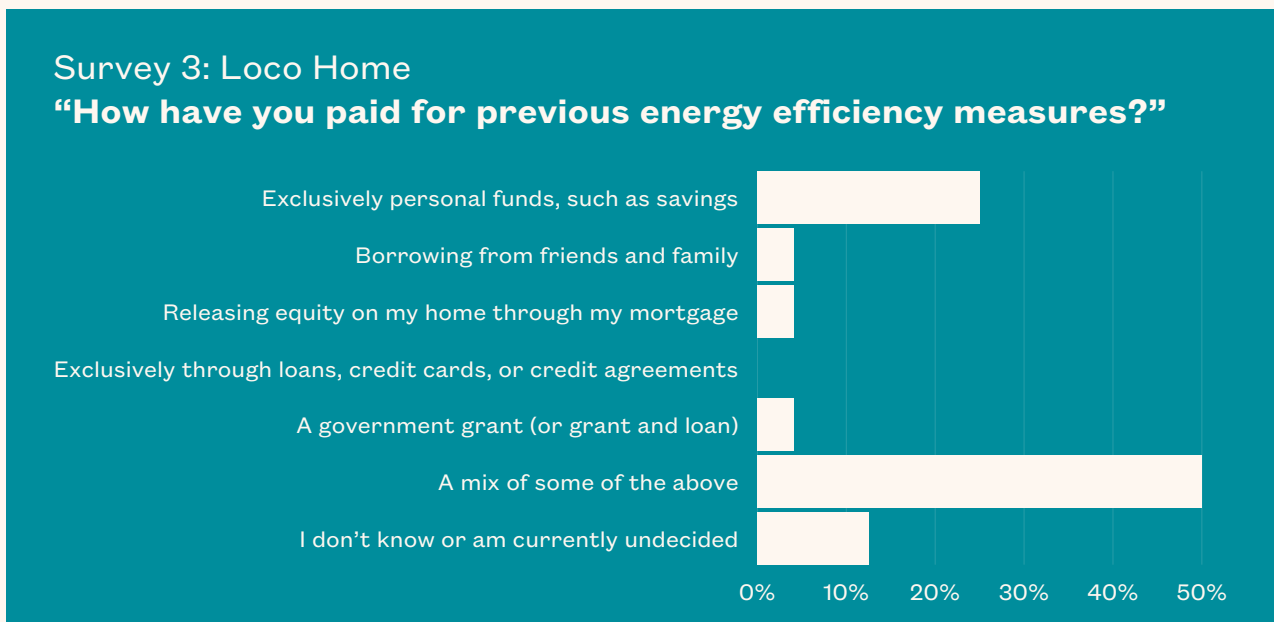 Survey 3: Loco Home
“How have you paid for previous energy efficiency measures?”
Exclusively personal funds, such as savings
Borrowing from friends and family
Releasing equity on my home through my mortgage
Exclusively through loans, credit cards, or credit agreements
A government grant (or grant and loan)
A mix of some of the above
I don’t know or am currently undecided
0% 10% 20% 30% 40% 50%